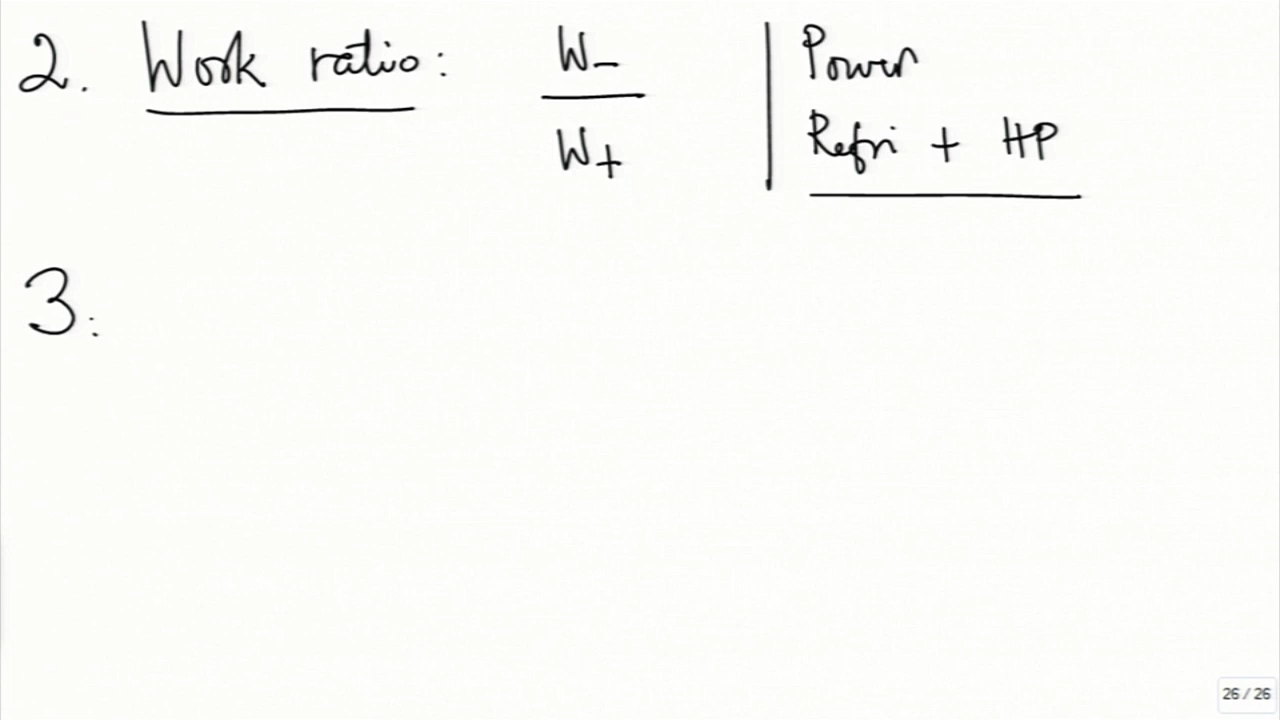 2. Work ratio: W- / W+ | Power
Refri + HP
3.
26 / 26